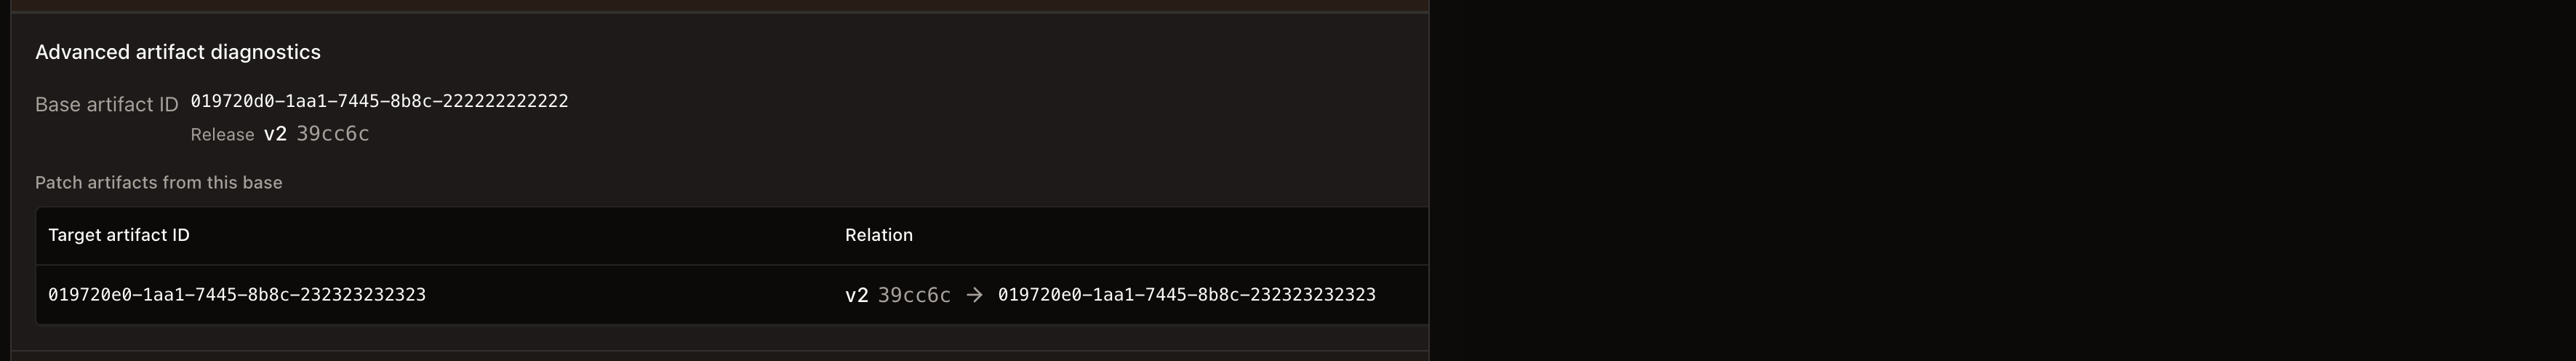 Advanced artifact diagnostics
Base artifact ID 019720d0-1aa1-7445-8b8c-222222222222
Release v2 39cc6c
Patch artifacts from this base
Target artifact ID Relation
019720e0-1aa1-7445-8b8c-232323232323 v2 39cc6c → 019720e0-1aa1-7445-8b8c-232323232323